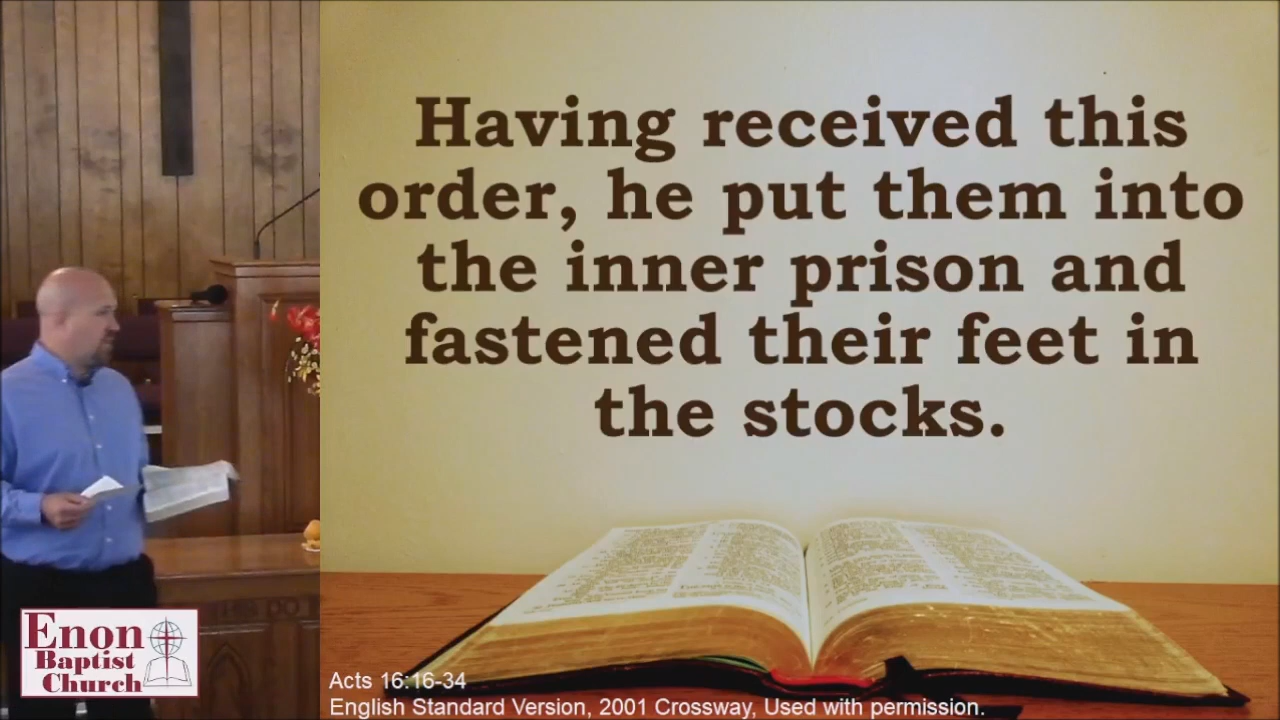 Having received this
order, he put them into
the inner prison and
fastened their feet in
the stocks.
Enon
Baptist
Church
Acts 16:16-34
English Standard Version, 2001 Crossway, Used with permission.